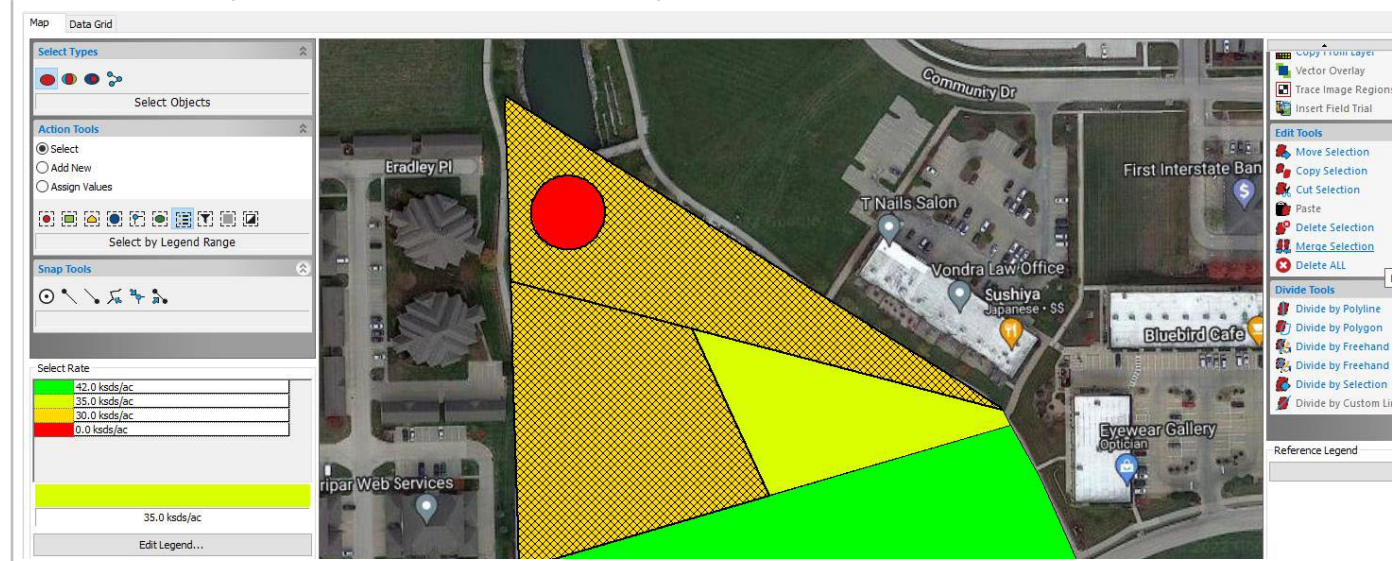 Map Data Grid
Select Types
Select Objects
Action Tools
Select
Add New
Assign Values
Select by Legend Range
Snap Tools
Select Rate
42.0 ksds/ac
35.0 ksds/ac
30.0 ksds/ac
0.0 ksds/ac
35.0 ksds/ac
Edit Legend...
Community Dr
Eradley Pl
First Interstate Ban
$
T Nails Salon
Vondra Law Office
Sushiya
Japanese • $$
Bluebird Cafe
Eyewear Gallery
Optician
ripar Web Services
Copy From Layer
Vector Overlay
Trace Image Regions
Insert Field Trial
Edit Tools
Move Selection
Copy Selection
Cut Selection
Paste
Delete Selection
Merge Selection
Delete ALL
Divide Tools
Divide by Polyline
Divide by Polygon
Divide by Freehand
Divide by Freehand
Divide by Selection
Divide by Custom Li
Reference Legend